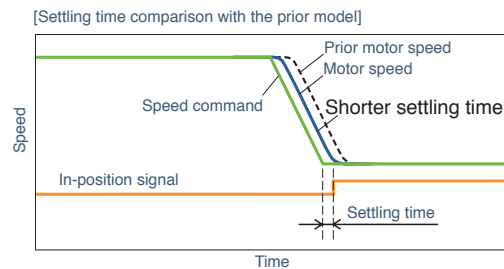 [Settling time comparison with the prior model]
Prior motor speed
Motor speed
Speed command
Shorter settling time
Speed
In-position signal
Settling time
Time